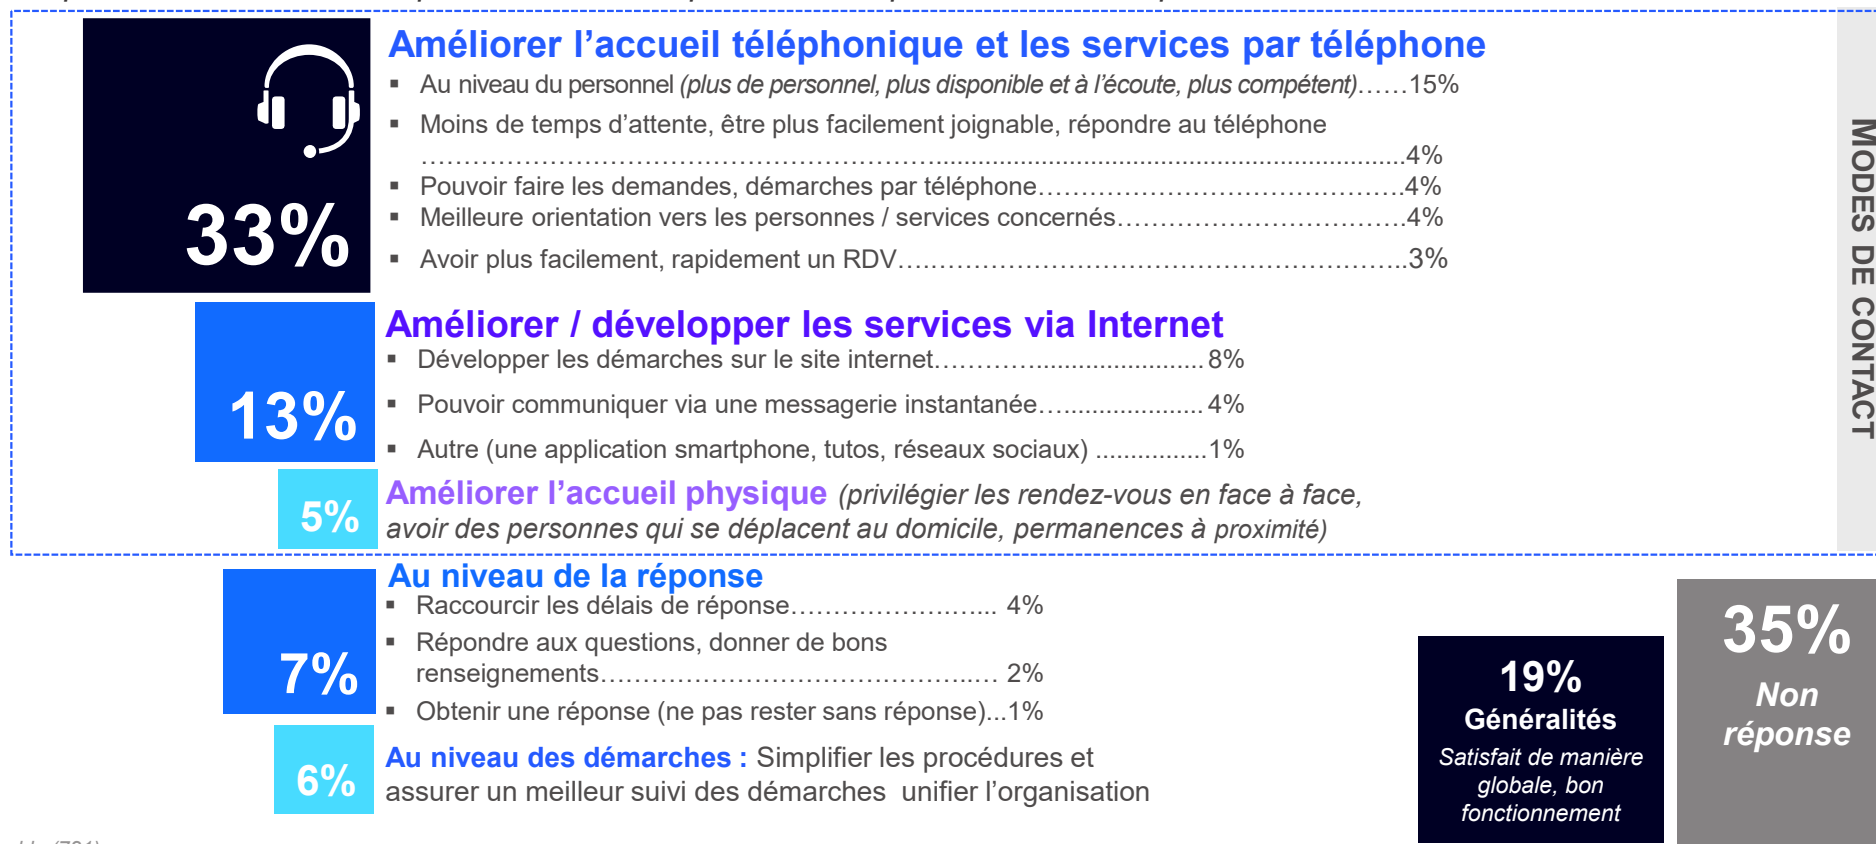 Améliorer l’accueil téléphonique et les services par téléphone
▪ Au niveau du personnel (plus de personnel, plus disponible et à l’écoute, plus compétent)……15%
▪ Moins de temps d’attente, être plus facilement joignable, répondre au téléphone
……………………………………………………....................................................................4%
▪ Pouvoir faire les demandes, démarches par téléphone…………………………………….4%
▪ Meilleure orientation vers les personnes / services concernés…………………………….4%
▪ Avoir plus facilement, rapidement un RDV….………………………………………………..3%
33%
Améliorer / développer les services via Internet
▪ Développer les démarches sur le site internet…………........................ 8%
▪ Pouvoir communiquer via une messagerie instantanée…..................... 4%
▪ Autre (une application smartphone, tutos, réseaux sociaux) ................1%
13%
Améliorer l’accueil physique (privilégier les rendez-vous en face à face,
avoir des personnes qui se déplacent au domicile, permanences à proximité)
5%
MODES DE CONTACT
Au niveau de la réponse
▪ Raccourcir les délais de réponse……………….…... 4%
▪ Répondre aux questions, donner de bons
renseignements……………………………………..… 2%
▪ Obtenir une réponse (ne pas rester sans réponse)...1%
7%
Au niveau des démarches : Simplifier les procédures et
assurer un meilleur suivi des démarches unifier l’organisation
6%
19%
Généralités
Satisfait de manière
globale, bon
fonctionnement
35%
Non
réponse